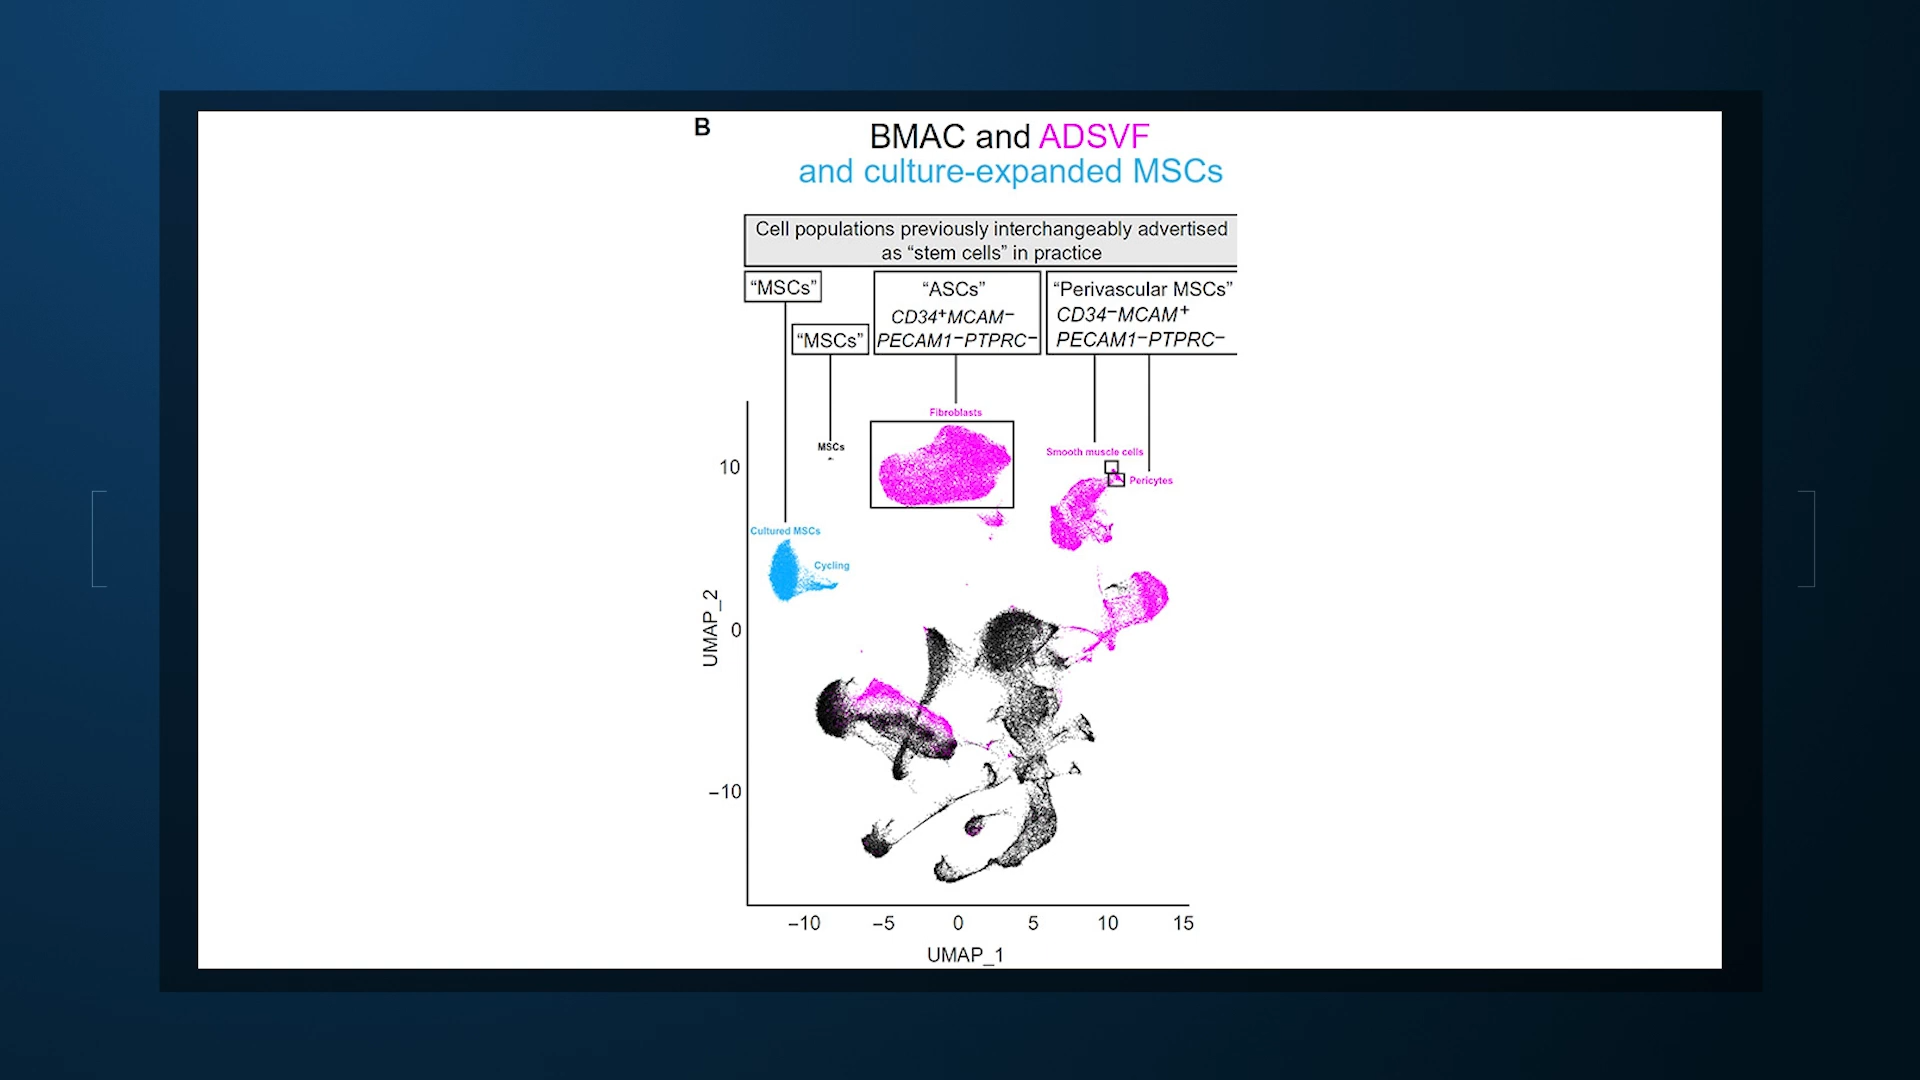 B
BMAC and ADSVF
and culture-expanded MSCs
Cell populations previously interchangeably advertised
as “stem cells” in practice
“MSCs”
“MSCs”
“ASCs”
CD34+MCAM−
PECAM1−PTPRC−
“Perivascular MSCs”
CD34−MCAM+
PECAM1−PTPRC−
Fibroblasts
MSCs
Smooth muscle cells
Pericytes
Cultured MSCs
Cycling
10
0
−10
UMAP_2
−10 −5 0 5 10 15
UMAP_1